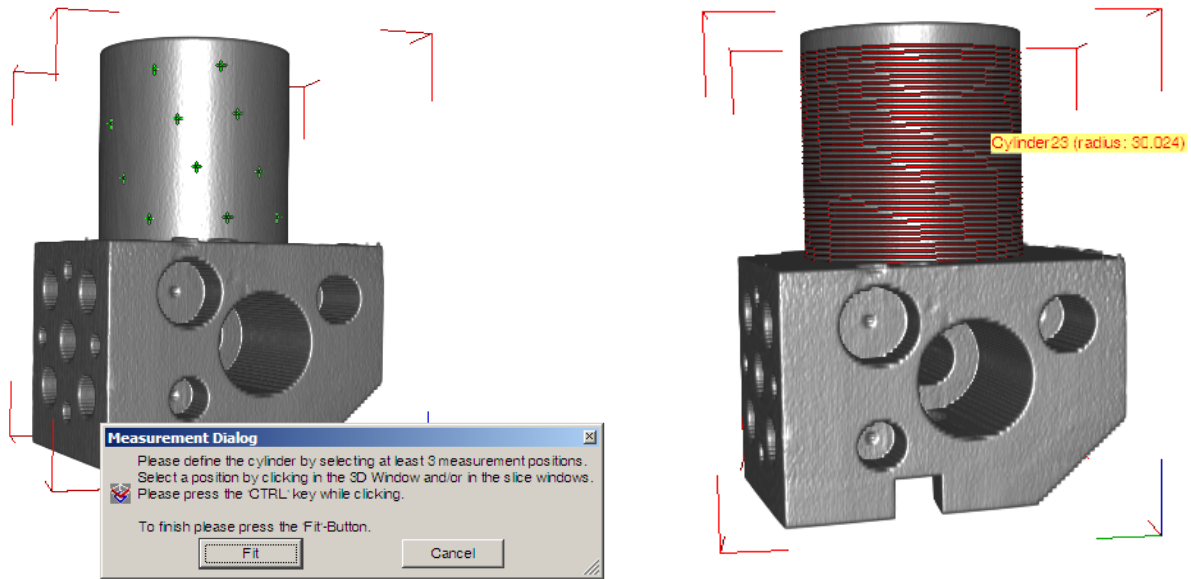 Cylinder23 (radius: 30.024)
Measurement Dialog
Please define the cylinder by selecting at least 3 measurement positions.
Select a position by clicking in the 3D Window and/or in the slice windows.
Please press the 'CTRL' key while clicking.
To finish please press the 'Fit'-Button.
Fit
Cancel